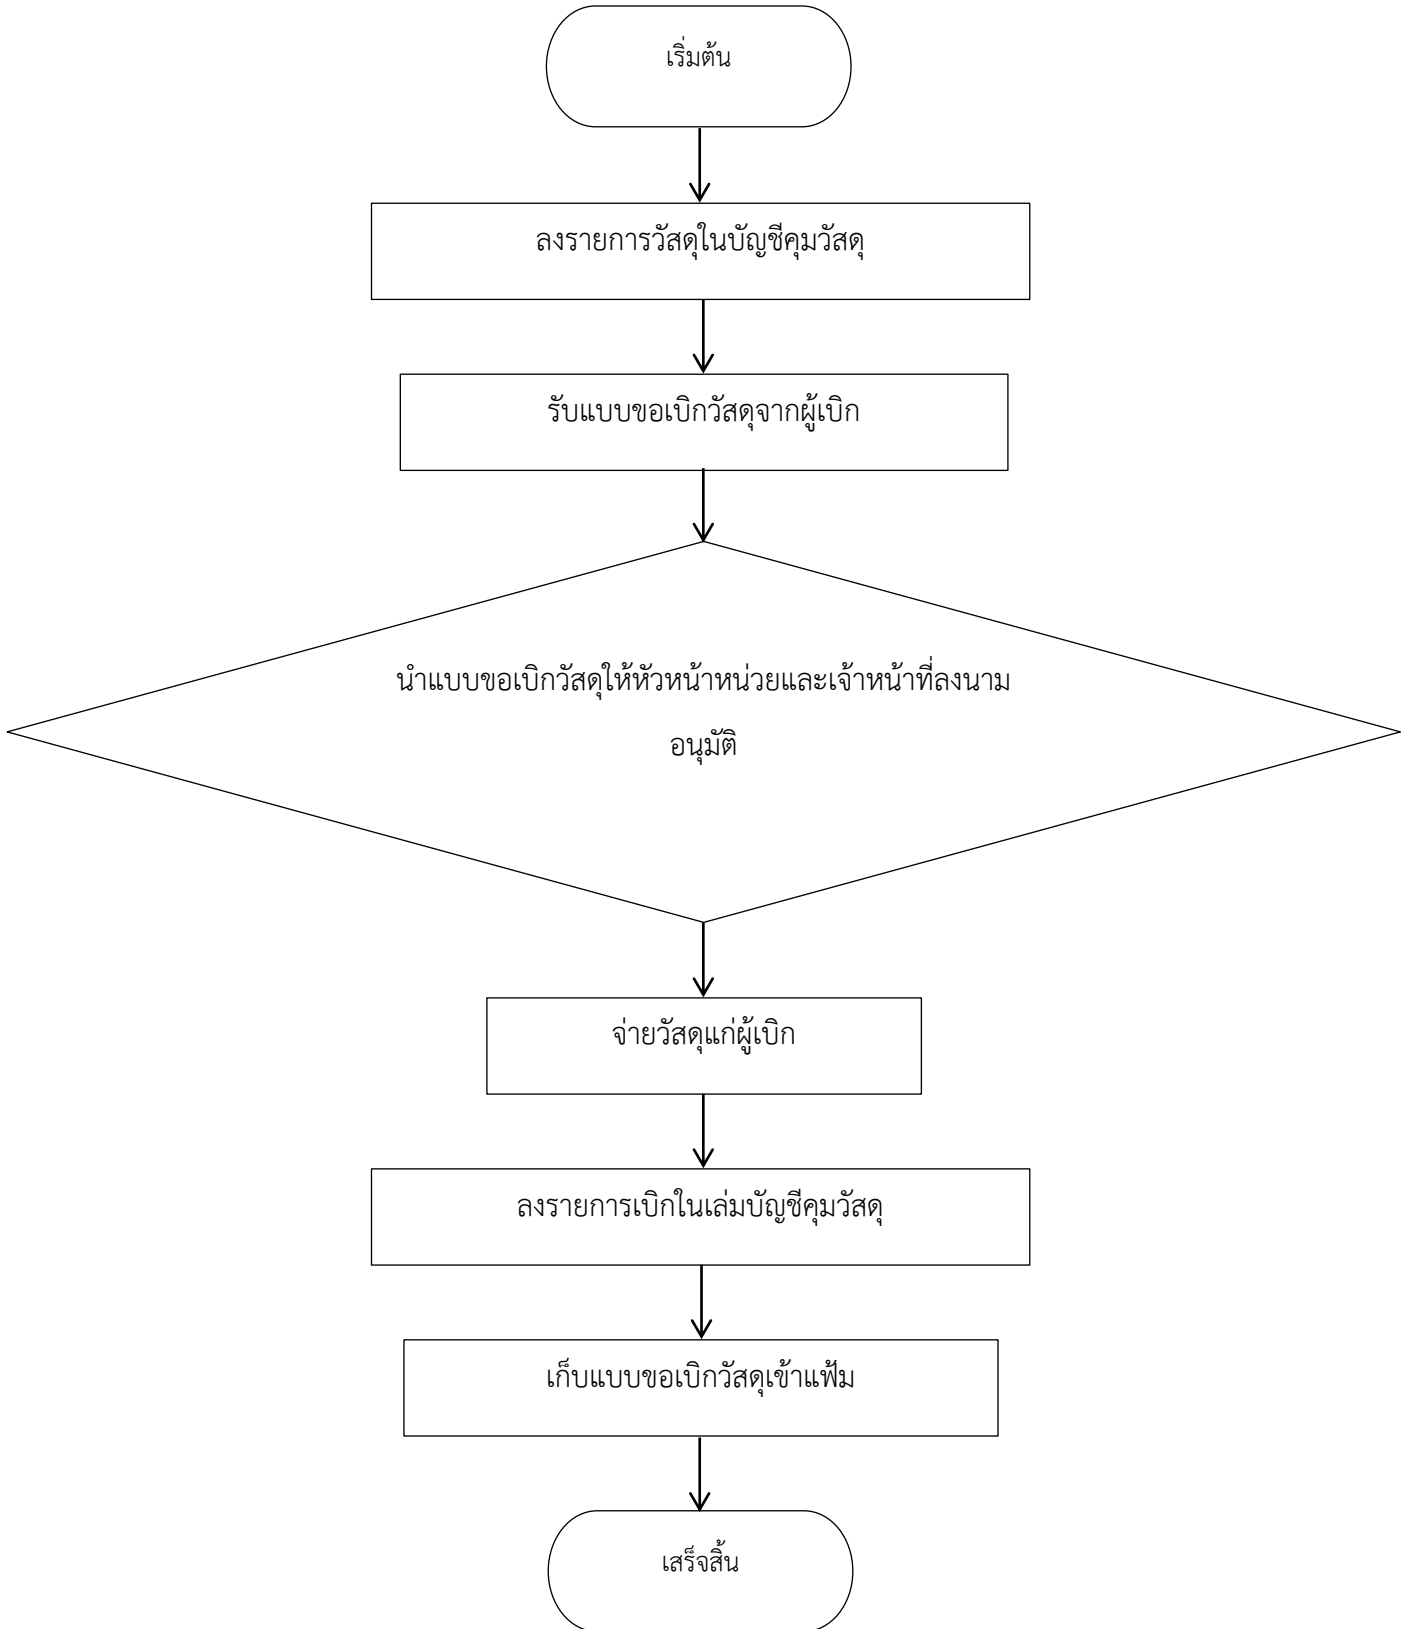 เริ่มต้น
ลงรายการวัสดุในบัญชีคุมวัสดุ
รับแบบขอเบิกวัสดุจากผู้เบิก
นำแบบขอเบิกวัสดุให้หัวหน้าหน่วยและเจ้าหน้าที่ลงนาม
อนุมัติ
จ่ายวัสดุแก่ผู้เบิก
ลงรายการเบิกในเล่มบัญชีคุมวัสดุ
เก็บแบบขอเบิกวัสดุเข้าแฟ้ม
เสร็จสิ้น